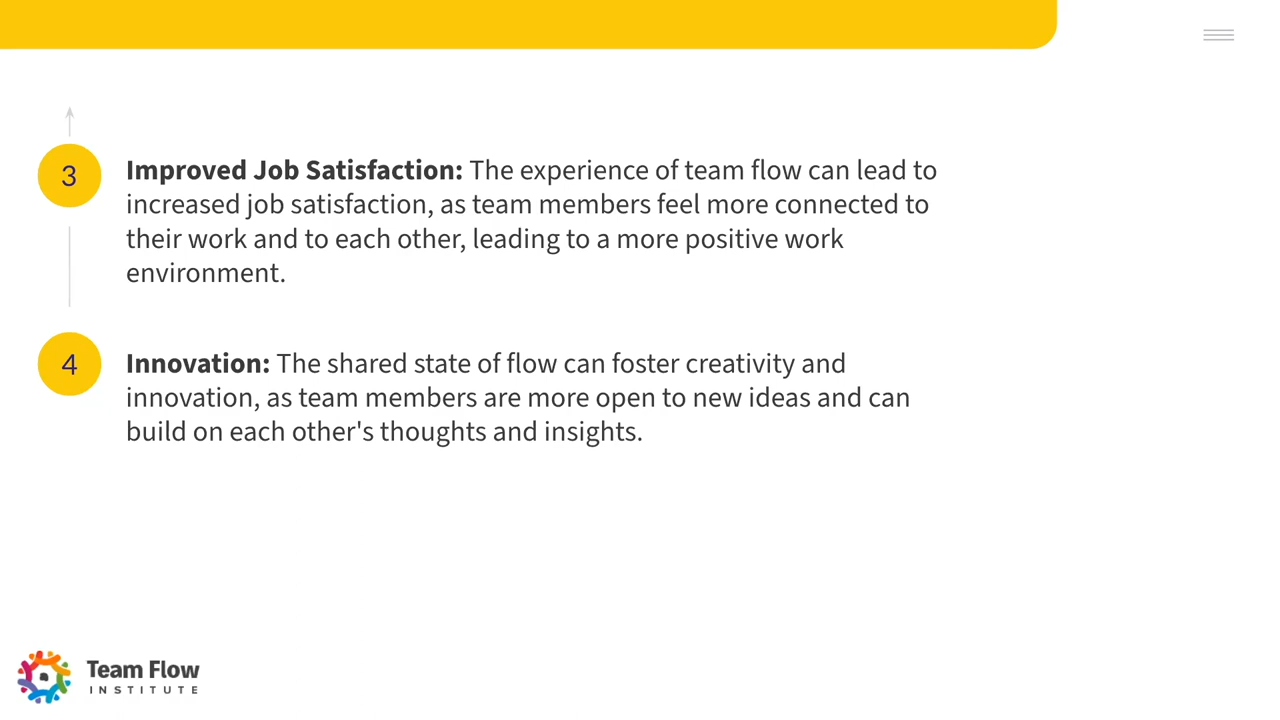 3
Improved Job Satisfaction: The experience of team flow can lead to
increased job satisfaction, as team members feel more connected to
their work and to each other, leading to a more positive work
environment.
4
Innovation: The shared state of flow can foster creativity and
innovation, as team members are more open to new ideas and can
build on each other's thoughts and insights.
Team Flow
INSTITUTE